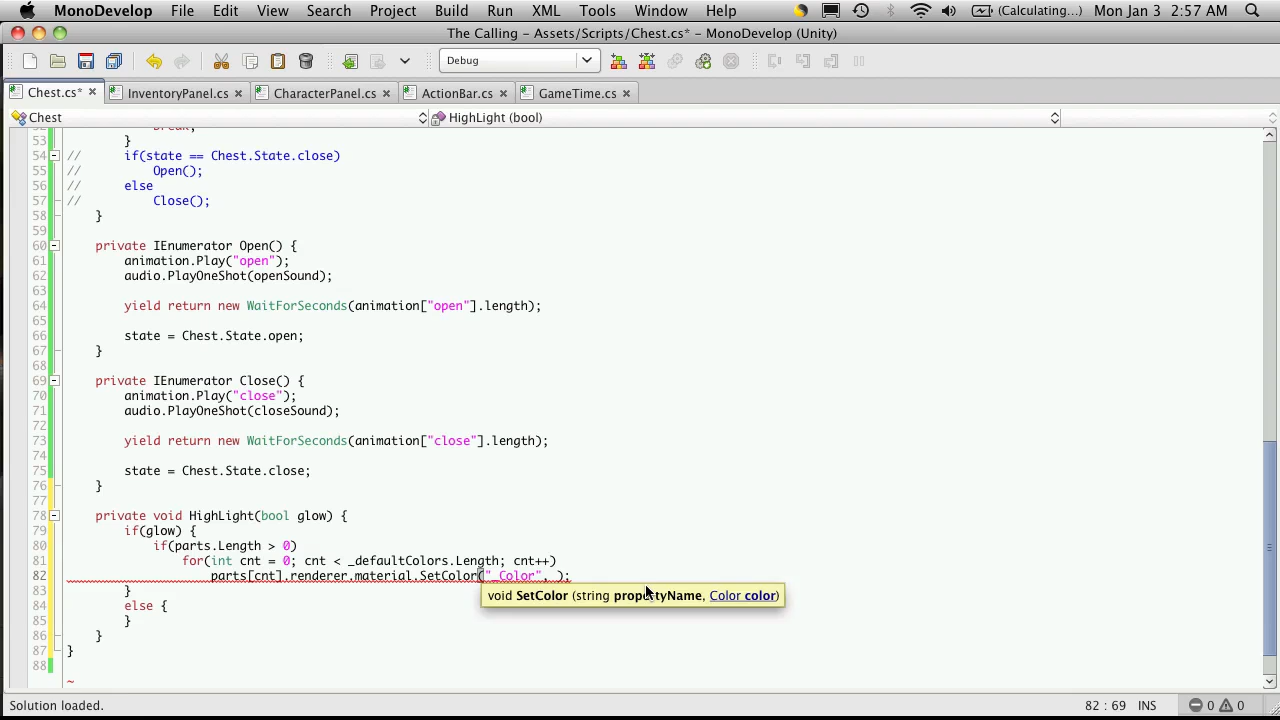 MonoDevelop File Edit View Search Project Build Run XML Tools Window Help (Calculating...) Mon Jan 3 2:57 AM
The Calling - Assets/Scripts/Chest.cs* - MonoDevelop (Unity)
Debug
Chest.cs* InventoryPanel.cs CharacterPanel.cs ActionBar.cs GameTime.cs
Chest HighLight (bool)
52 break;
53 }
54 // if(state == Chest.State.close)
55 // Open();
56 // else
57 // Close();
58 }
59
60 private IEnumerator Open() {
61 animation.Play("open");
62 audio.PlayOneShot(openSound);
63
64 yield return new WaitForSeconds(animation["open"].length);
65
66 state = Chest.State.open;
67 }
68
69 private IEnumerator Close() {
70 animation.Play("close");
71 audio.PlayOneShot(closeSound);
72
73 yield return new WaitForSeconds(animation["close"].length);
74
75 state = Chest.State.close;
76 }
77
78 private void HighLight(bool glow) {
79 if(glow) {
80 if(parts.Length > 0)
81 for(int cnt = 0; cnt < _defaultColors.Length; cnt++)
82 parts[cnt].renderer.material.SetColor("_Color", );
83 }
void SetColor (string propertyName, Color color)
84 else {
85 }
86 }
87 }
88
~
Solution loaded. 82 : 69 INS 0 0